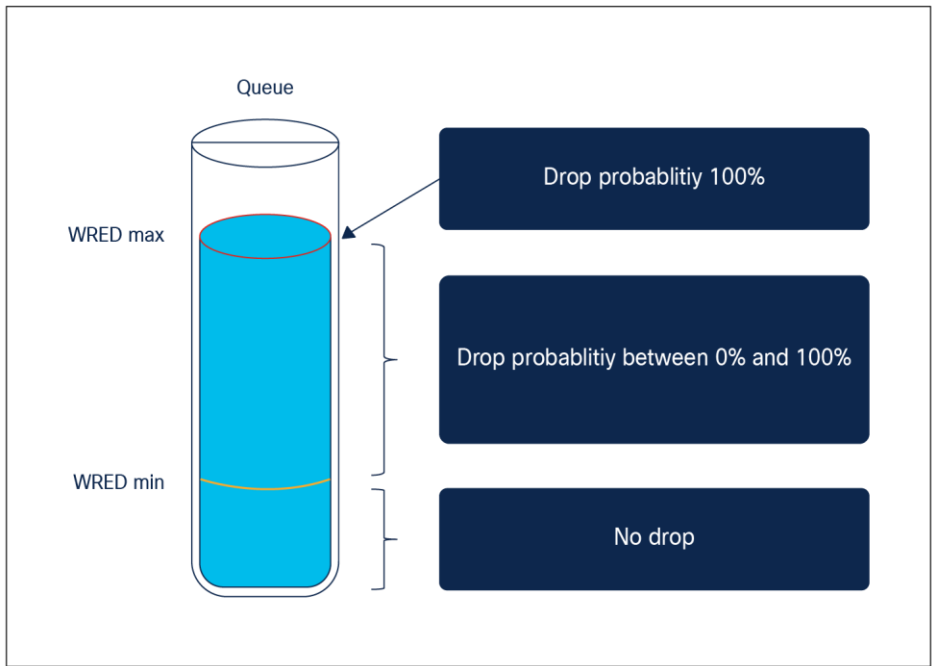 Queue
Drop probablitiy 100%
WRED max
Drop probablitiy between 0% and 100%
WRED min
No drop